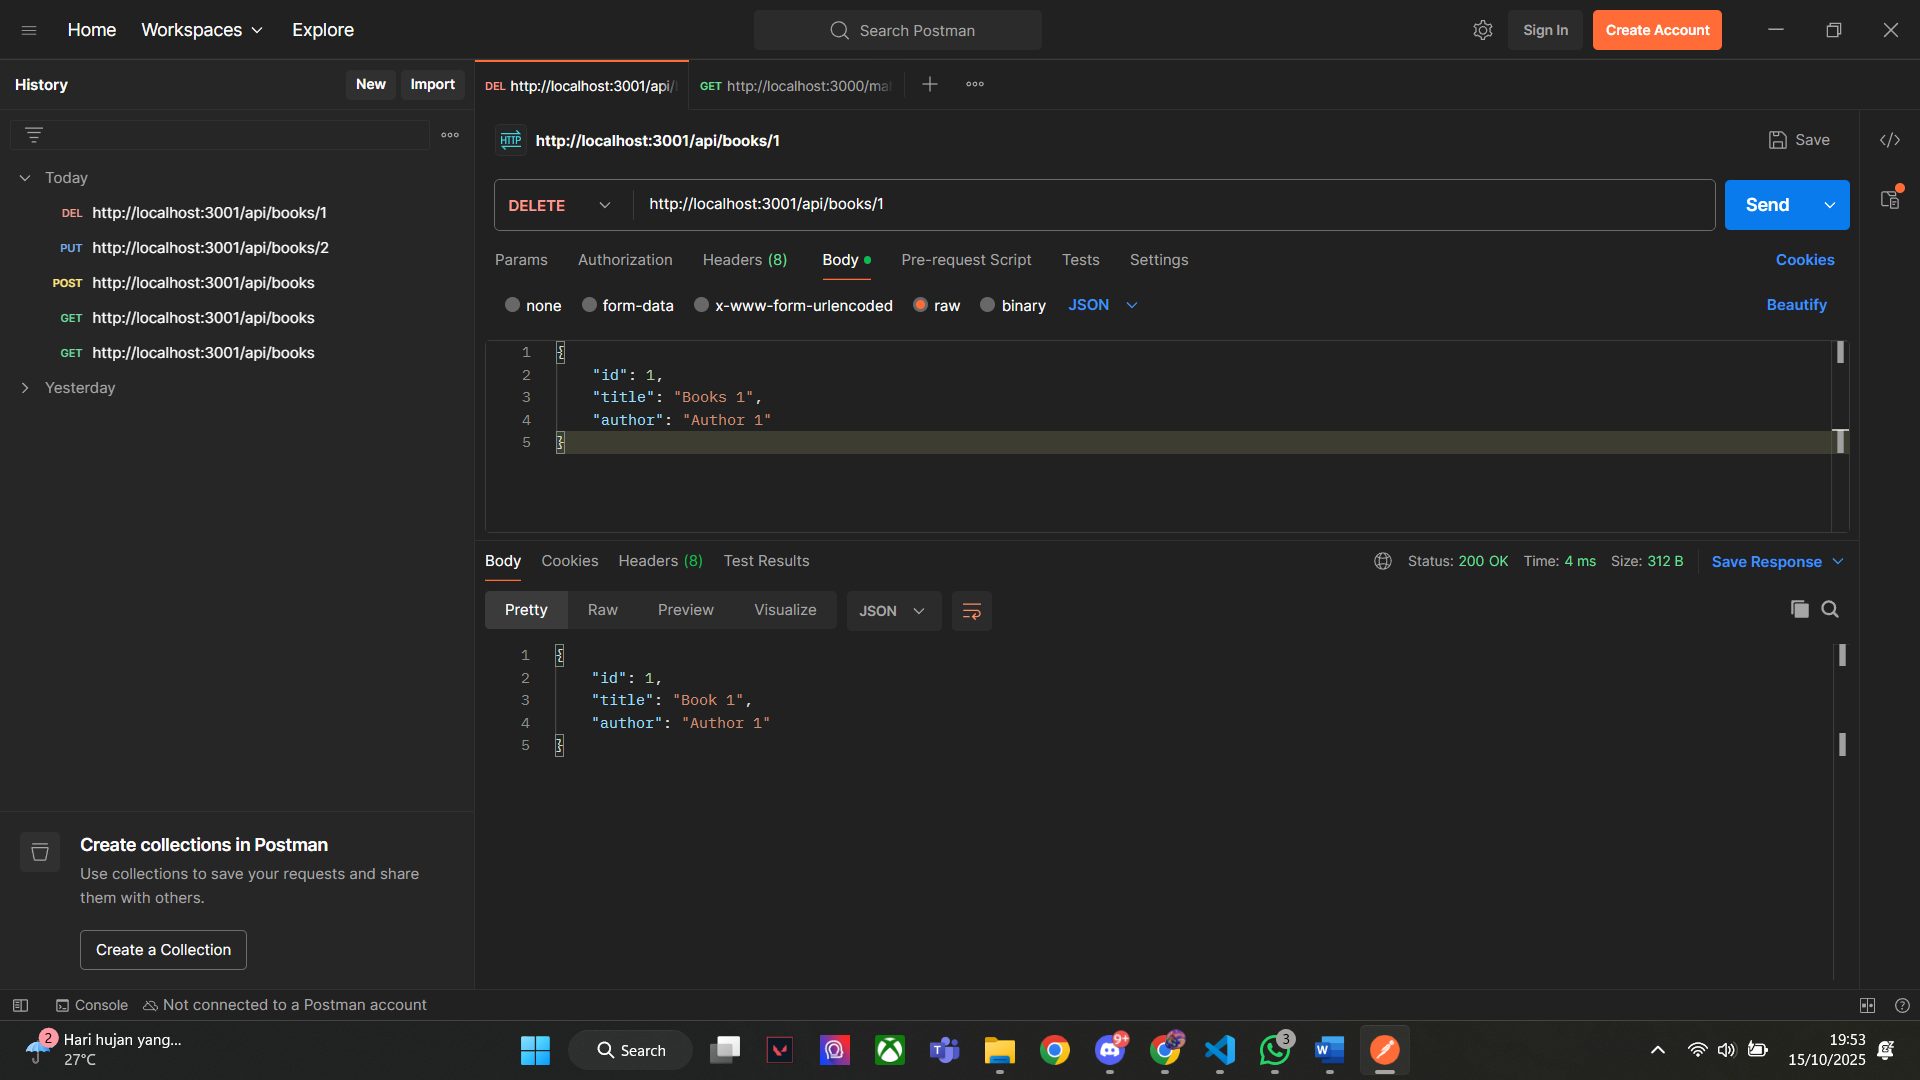 Home Workspaces Explore Search Postman Sign In Create Account
History New Import
DEL http://localhost:3001/api/ GET http://localhost:3000/ma
HTTP http://localhost:3001/api/books/1 Save
Today
DEL http://localhost:3001/api/books/1
PUT http://localhost:3001/api/books/2
POST http://localhost:3001/api/books
GET http://localhost:3001/api/books
GET http://localhost:3001/api/books
Yesterday
DELETE http://localhost:3001/api/books/1 Send
Params Authorization Headers (8) Body Pre-request Script Tests Settings Cookies
none form-data x-www-form-urlencoded raw binary JSON Beautify
1 {
2 "id": 1,
3 "title": "Books 1",
4 "author": "Author 1"
5 }
Body Cookies Headers (8) Test Results Status: 200 OK Time: 4 ms Size: 312 B Save Response
Pretty Raw Preview Visualize JSON
1 {
2 "id": 1,
3 "title": "Book 1",
4 "author": "Author 1"
5 }
Create collections in Postman
Use collections to save your requests and share
them with others.
Create a Collection
Console Not connected to a Postman account
2 Hari hujan yang...
27°C
Search
9+
3
19:53
15/10/2025